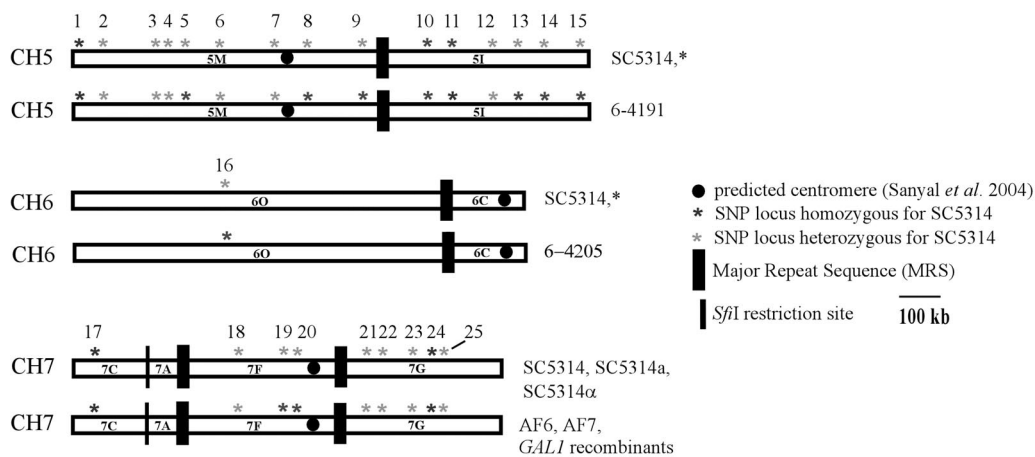 1 2 3 4 5 6 7 8 9 10 11 12 13 14 15
* * * * * * * * * * * * * * *
CH5 5M 5I SC5314,*
* * * * * * * * * * * * * * *
CH5 5M 5I 6-4191
16
*
CH6 6O 6C SC5314,*
*
CH6 6O 6C 6–4205
● predicted centromere (Sanyal et al. 2004)
* SNP locus homozygous for SC5314
* SNP locus heterozygous for SC5314
Major Repeat Sequence (MRS)
SfiI restriction site
100 kb
17 18 19 20 21 22 23 24 25
* * * * * * * * *
CH7 7C 7A 7F 7G SC5314, SC5314a,
SC5314α
* * * * * * * * *
CH7 7C 7A 7F 7G AF6, AF7,
GAL1 recombinants